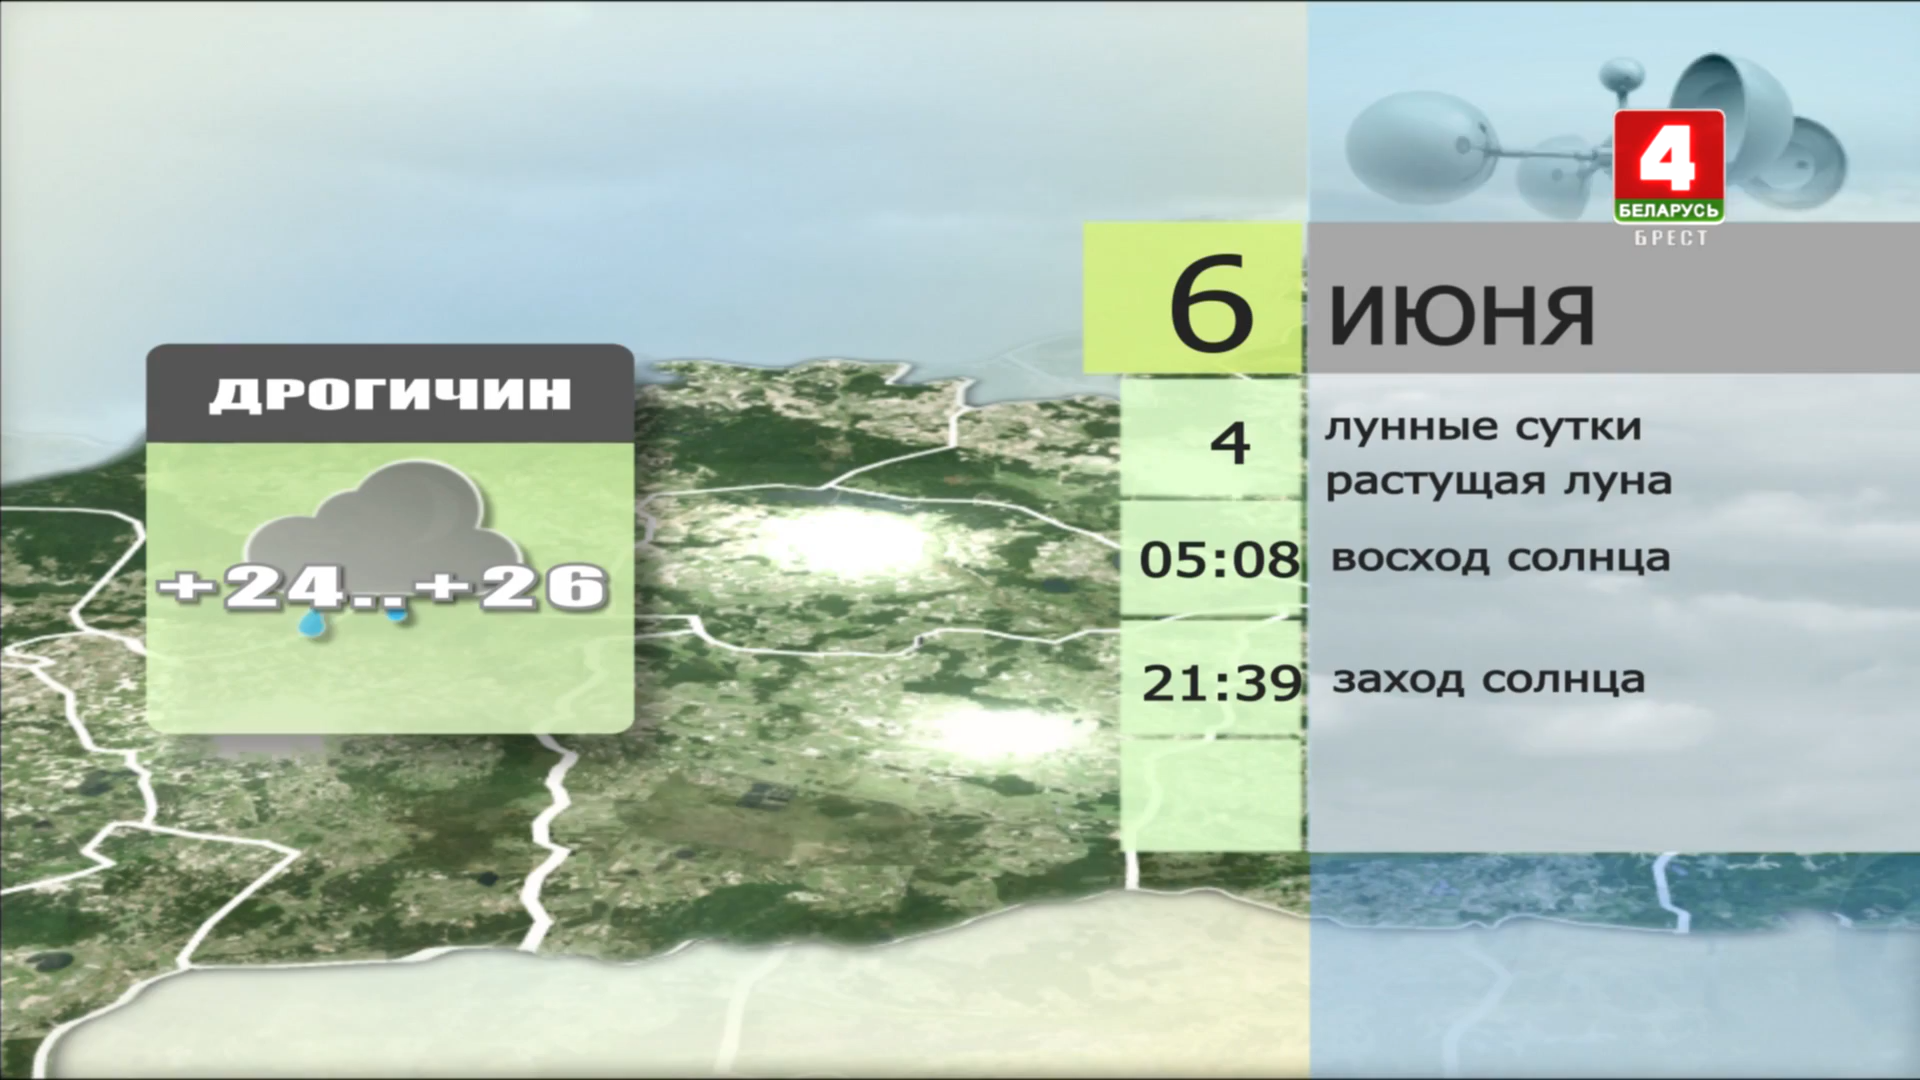 4
БЕЛАРУСЬ
БРЕСТ
6 ИЮНЯ
ДРОГИЧИН
+24..+26
4 лунные сутки
растущая луна
05:08 восход солнца
21:39 заход солнца